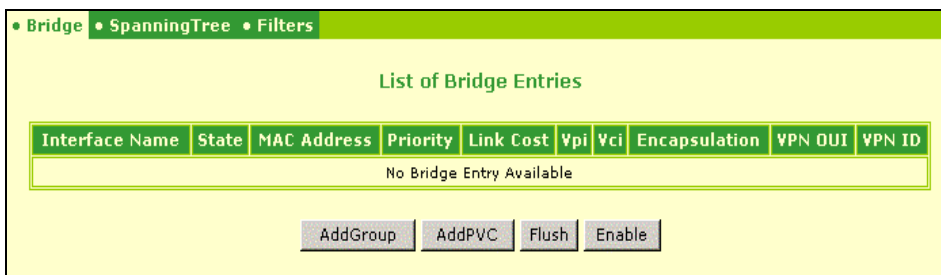 • Bridge • SpanningTree • Filters
List of Bridge Entries
Interface Name State MAC Address Priority Link Cost Vpi Vci Encapsulation VPN OUI VPN ID
No Bridge Entry Available
AddGroup AddPVC Flush Enable